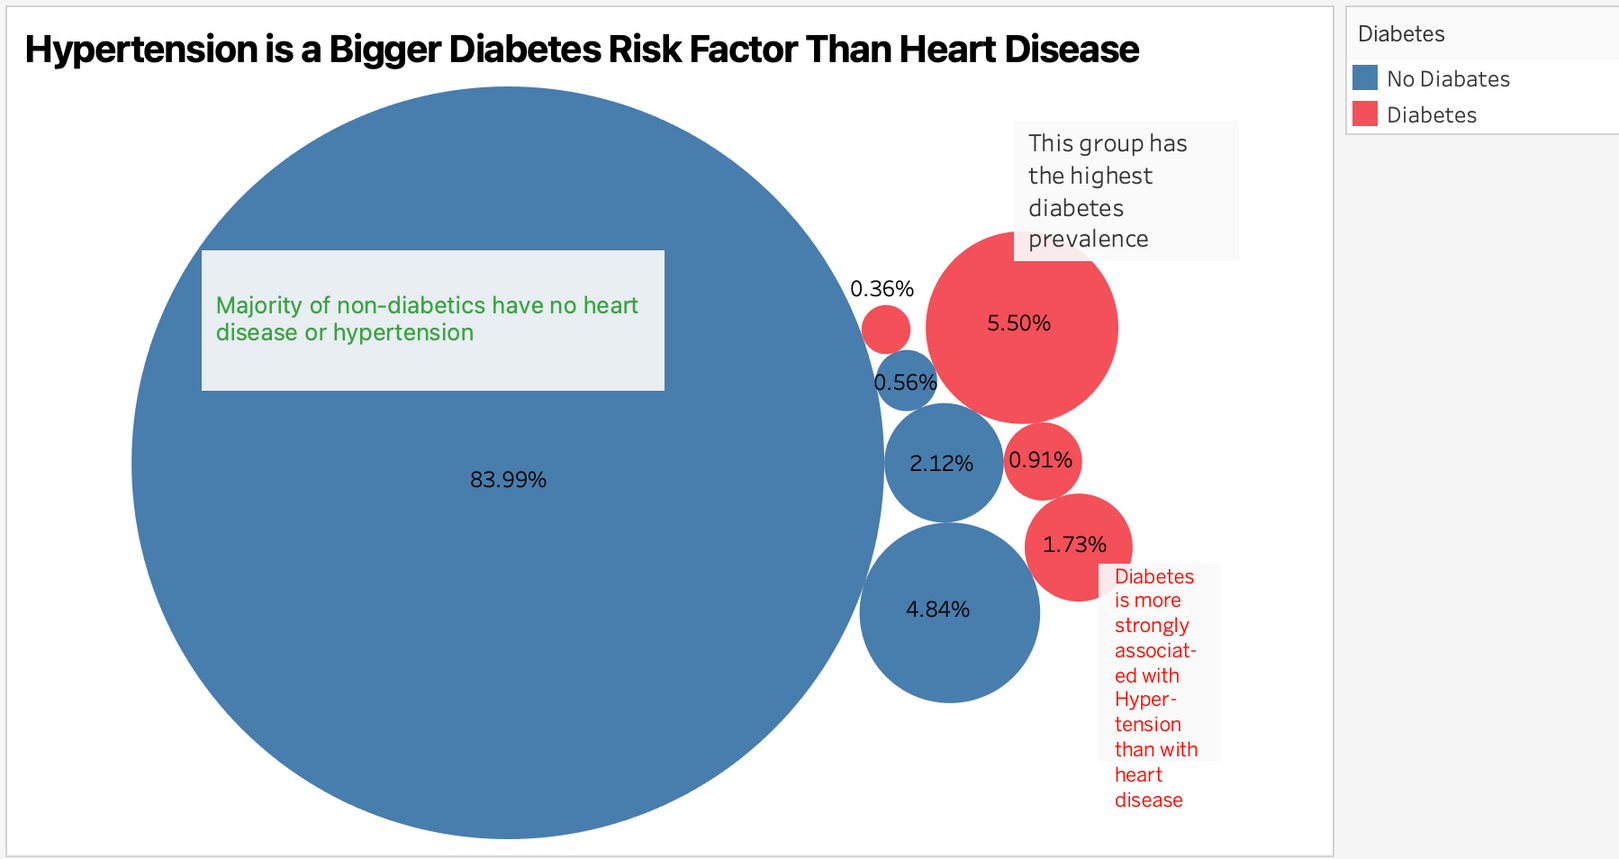 Hypertension is a Bigger Diabetes Risk Factor Than Heart Disease
Diabetes
No Diabates
Diabetes
This group has
the highest
diabetes
prevalence
Majority of non-diabetics have no heart
disease or hypertension
0.36%
5.50%
0.56%
2.12%
0.91%
83.99%
1.73%
4.84%
Diabetes
is more
strongly
associat-
ed with
Hyper-
tension
than with
heart
disease